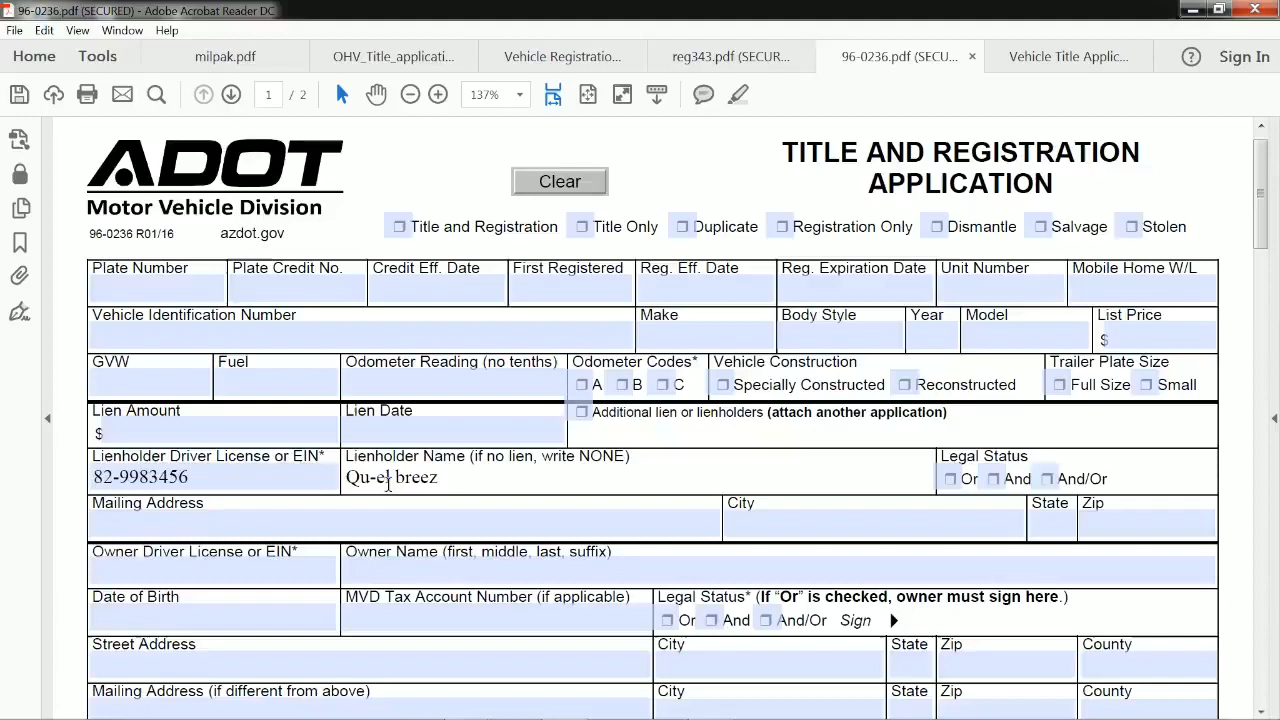 96-0236.pdf (SECURED) - Adobe Acrobat Reader DC
File Edit View Window Help
Home Tools milpak.pdf OHV_Title_applicati... Vehicle Registratio... reg343.pdf (SECUR... 96-0236.pdf (SECU... × Vehicle Title Applic... Sign In
1 / 2 137%
ADOT
Motor Vehicle Division
96-0236 R01/16 azdot.gov
Clear
TITLE AND REGISTRATION
APPLICATION
Title and Registration Title Only Duplicate Registration Only Dismantle Salvage Stolen
Plate Number Plate Credit No. Credit Eff. Date First Registered Reg. Eff. Date Reg. Expiration Date Unit Number Mobile Home W/L
Vehicle Identification Number Make Body Style Year Model List Price
$
GVW Fuel Odometer Reading (no tenths) Odometer Codes* Vehicle Construction Trailer Plate Size
A B C Specially Constructed Reconstructed Full Size Small
Lien Amount Lien Date Additional lien or lienholders (attach another application)
$
Lienholder Driver License or EIN* Lienholder Name (if no lien, write NONE) Legal Status
82-9983456 Qu-el breez Or And And/Or
Mailing Address City State Zip
Owner Driver License or EIN* Owner Name (first, middle, last, suffix)
Date of Birth MVD Tax Account Number (if applicable) Legal Status* (If “Or” is checked, owner must sign here.)
Or And And/Or Sign
Street Address City State Zip County
Mailing Address (if different from above) City State Zip County